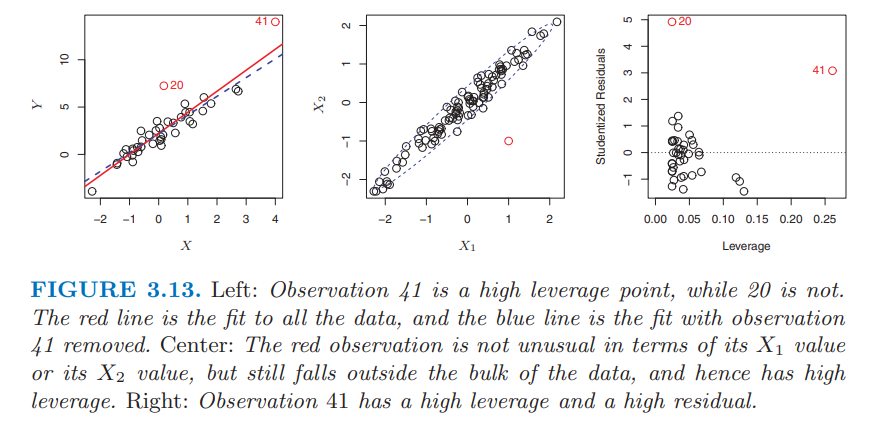 41
20
Y
0 5 10
−2 −1 0 1 2 3 4
X
X2
−2 −1 0 1 2
−2 −1 0 1 2
X1
Studentized Residuals
−1 0 1 2 3 4 5
20
41
0.00 0.05 0.10 0.15 0.20 0.25
Leverage
FIGURE 3.13. Left: Observation 41 is a high leverage point, while 20 is not.
The red line is the fit to all the data, and the blue line is the fit with observation
41 removed. Center: The red observation is not unusual in terms of its X1 value
or its X2 value, but still falls outside the bulk of the data, and hence has high
leverage. Right: Observation 41 has a high leverage and a high residual.